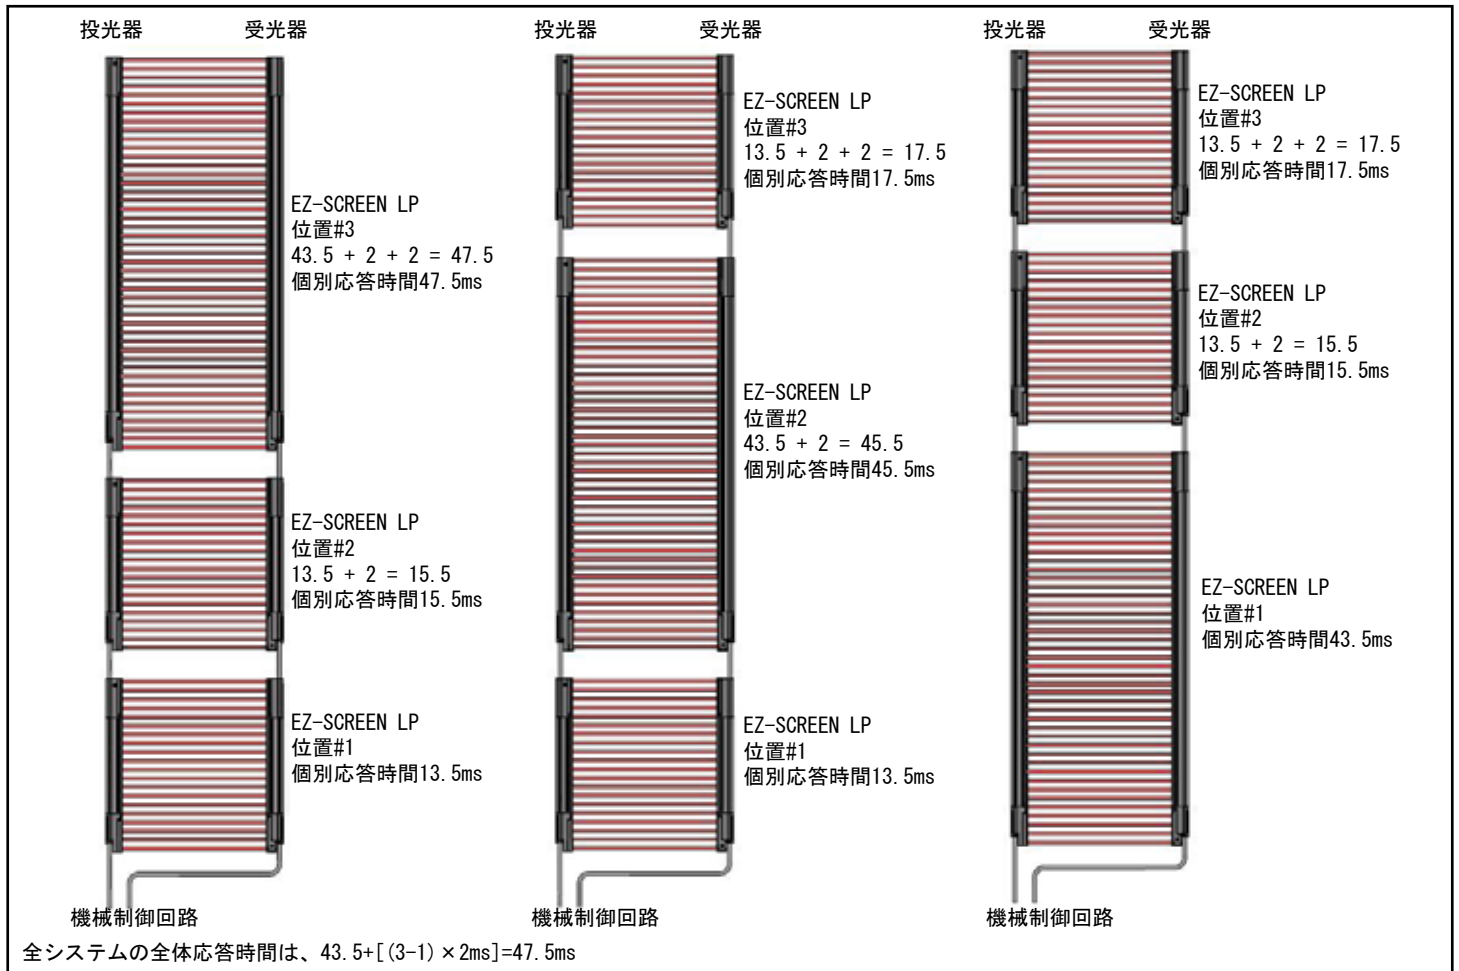 投光器
受光器
EZ-SCREEN LP
位置#3
43.5 + 2 + 2 = 47.5
個別応答時間47.5ms
EZ-SCREEN LP
位置#2
13.5 + 2 = 15.5
個別応答時間15.5ms
EZ-SCREEN LP
位置#1
個別応答時間13.5ms
機械制御回路
投光器
受光器
EZ-SCREEN LP
位置#3
13.5 + 2 + 2 = 17.5
個別応答時間17.5ms
EZ-SCREEN LP
位置#2
43.5 + 2 = 45.5
個別応答時間45.5ms
EZ-SCREEN LP
位置#1
個別応答時間13.5ms
機械制御回路
投光器
受光器
EZ-SCREEN LP
位置#3
13.5 + 2 + 2 = 17.5
個別応答時間17.5ms
EZ-SCREEN LP
位置#2
13.5 + 2 = 15.5
個別応答時間15.5ms
EZ-SCREEN LP
位置#1
個別応答時間43.5ms
機械制御回路
全システムの全体応答時間は、43.5+[(3-1)×2ms]=47.5ms